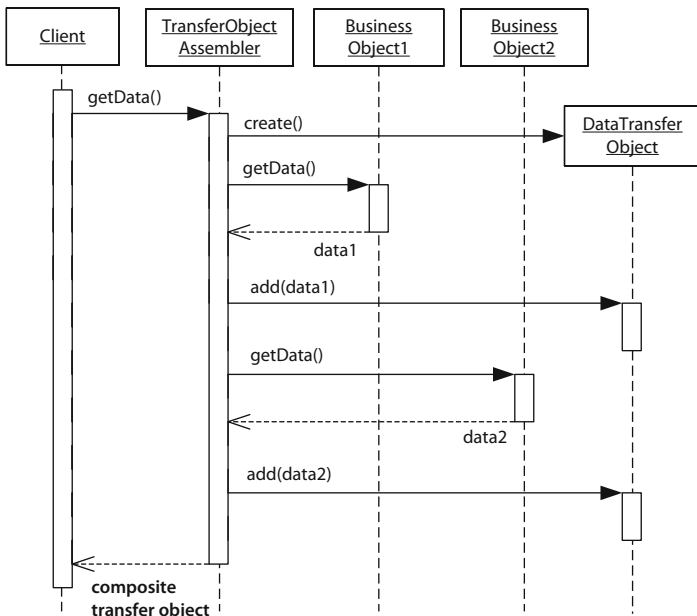 Client
TransferObject
Assembler
Business
Object1
Business
Object2
getData()
create()
DataTransfer
Object
getData()
data1
add(data1)
getData()
data2
add(data2)
composite
transfer object